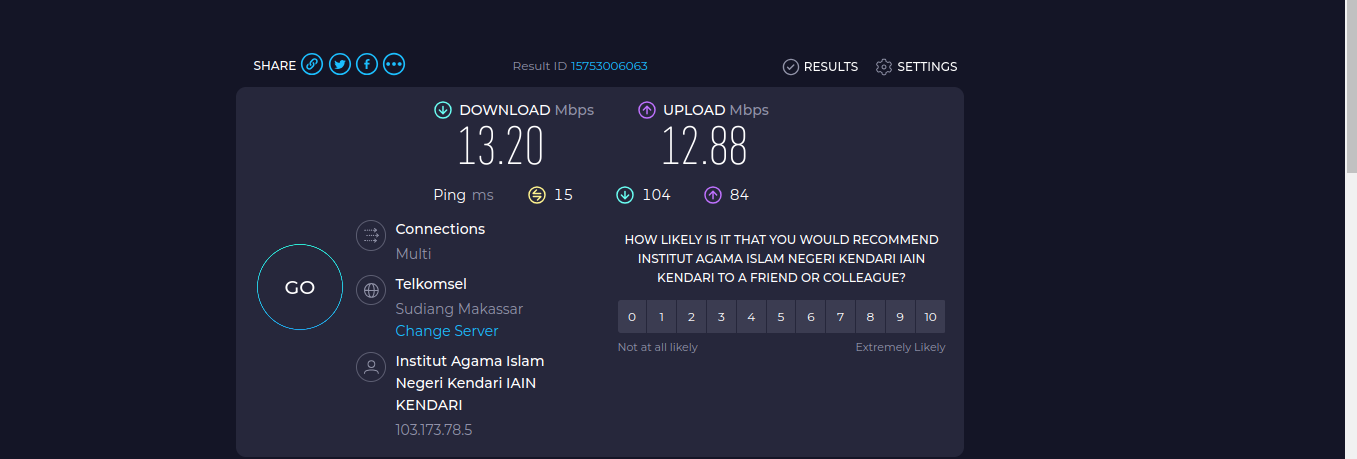 SHARE Result ID 15753006063 RESULTS SETTINGS
DOWNLOAD Mbps UPLOAD Mbps
13.20 12.88
Ping ms 15 104 84
Connections
Multi
Telkomsel
Sudiang Makassar
Change Server
Institut Agama Islam
Negeri Kendari IAIN
KENDARI
103.173.78.5
GO
HOW LIKELY IS IT THAT YOU WOULD RECOMMEND
INSTITUT AGAMA ISLAM NEGERI KENDARI IAIN
KENDARI TO A FRIEND OR COLLEAGUE?
0 1 2 3 4 5 6 7 8 9 10
Not at all likely Extremely Likely